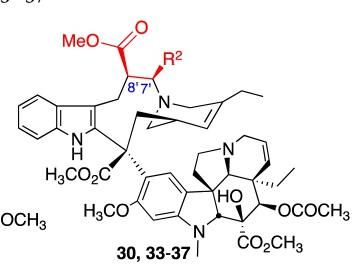 O
MeO
R²
8' 7'
N
N
H
N
H₃CO₂C
HO
H₃CO
OCOCH₃
OCH₃
N
CO₂CH₃
30, 33-37